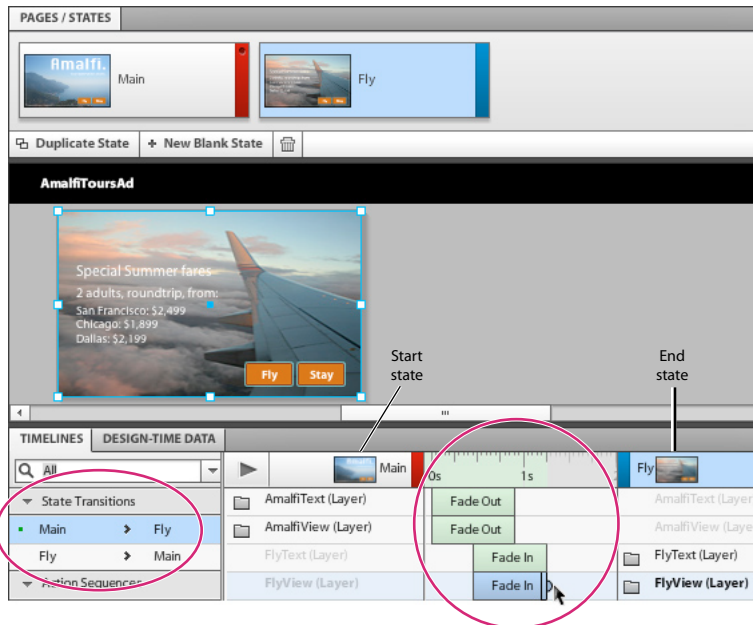 PAGES / STATES
Amalfi.
Main
Fly
Duplicate State
+ New Blank State
AmalfiToursAd
Special Summer fares
2 adults, roundtrip, from:
San Francisco: $2,499
Chicago: $1,899
Dallas: $2,199
Fly
Stay
Start state
End state
TIMELINES
DESIGN-TIME DATA
All
Main
0s
1s
Fly
State Transitions
AmalfiText (Layer)
Fade Out
AmalfiText (Layer
Main > Fly
AmalfiView (Layer)
Fade Out
AmalfiView (Laye
Fly > Main
FlyText (Layer)
Fade In
FlyText (Layer)
Action Sequences
FlyView (Layer)
Fade In
FlyView (Layer)